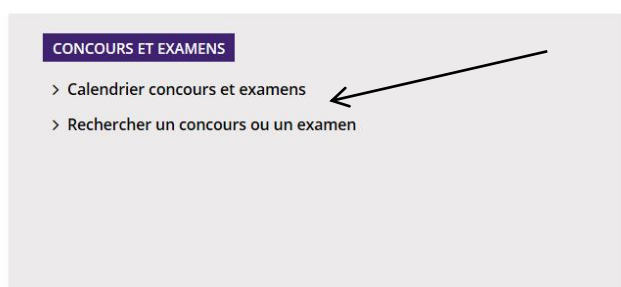 CONCOURS ET EXAMENS
> Calendrier concours et examens
> Rechercher un concours ou un examen